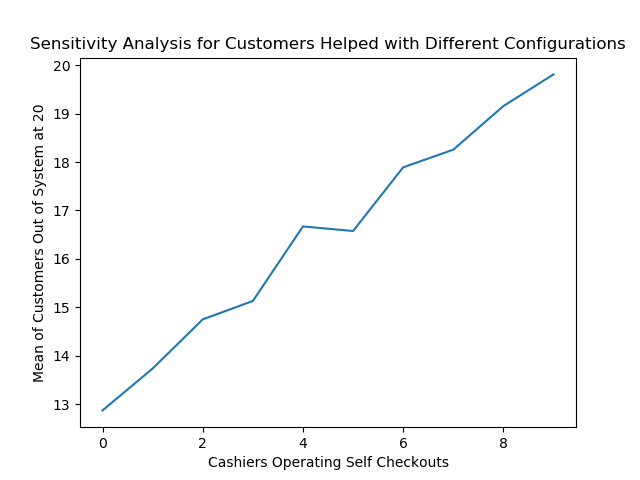 Sensitivity Analysis for Customers Helped with Different Configurations
20
19
18
17
16
15
14
13
Mean of Customers Out of System at 20
0 2 4 6 8
Cashiers Operating Self Checkouts